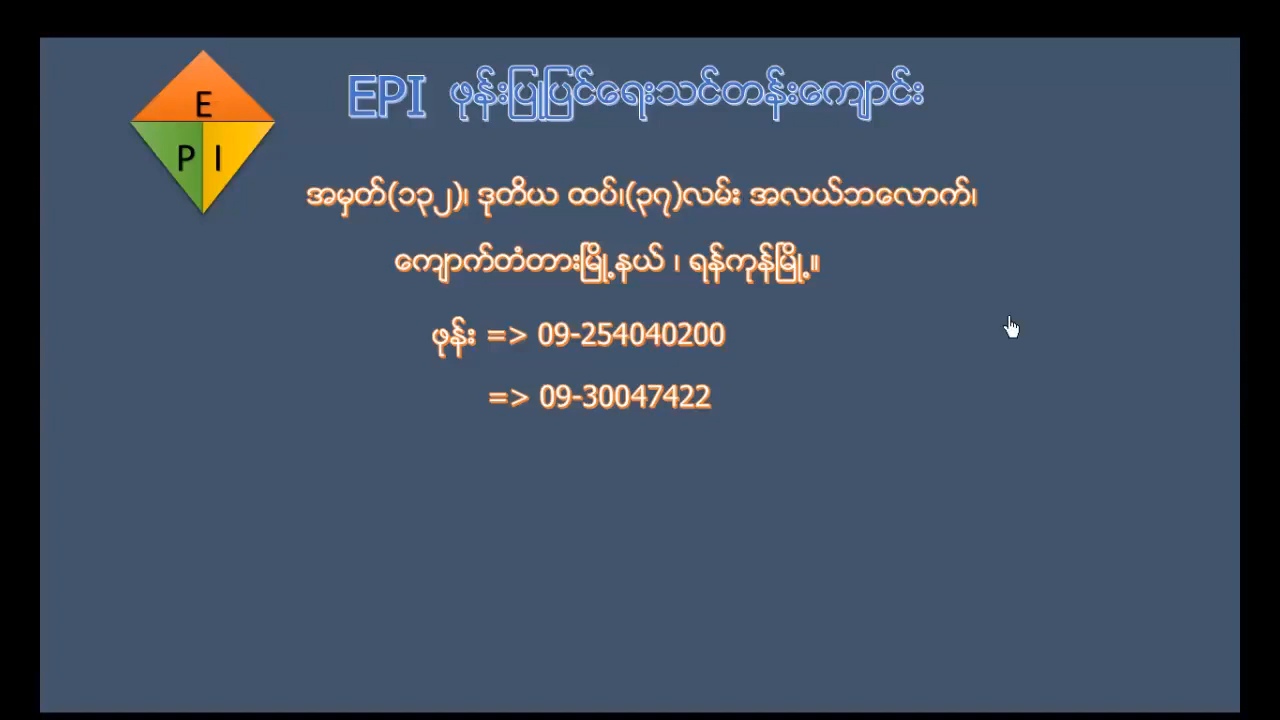 E
P I
EPI ဖုန်းပြုပြင်ရေးသင်တန်းကျောင်း
အမှတ်(၁၃၂)၊ ဒုတိယ ထပ်၊(၃၇)လမ်း အလယ်ဘလောက်၊
ကျောက်တံတားမြို့နယ် ၊ ရန်ကုန်မြို့။
ဖုန်း => 09-254040200
=> 09-30047422